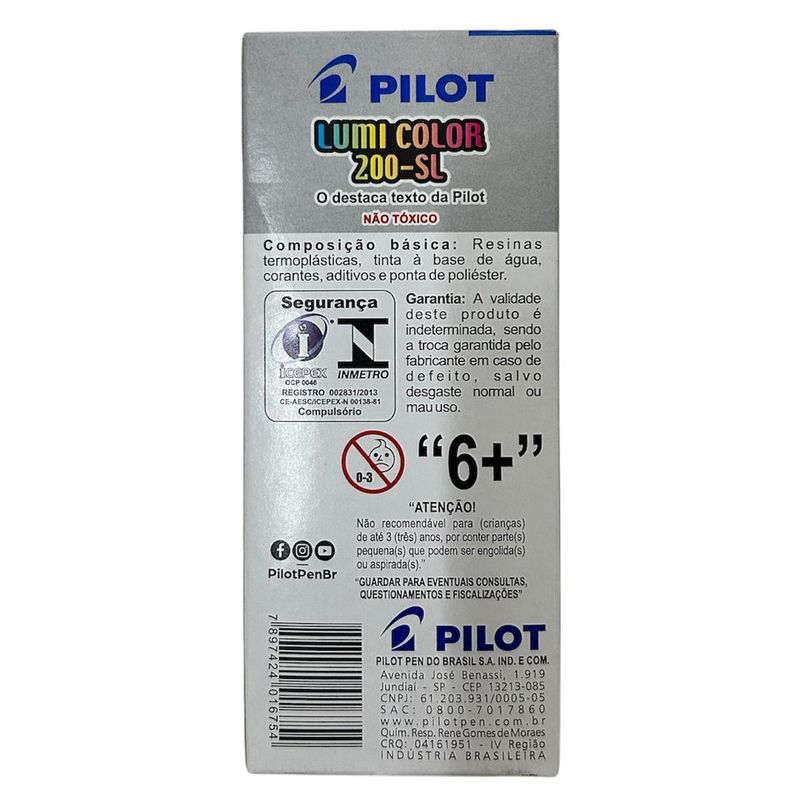 PILOT
LUMI COLOR
200-SL
O destaca texto da Pilot
NÃO TÓXICO
Composição básica: Resinas
termoplásticas, tinta à base de água,
corantes, aditivos e ponta de poliéster.
Segurança
ICEPEX
OCP 0046
INMETRO
REGISTRO 002831/2013
CE-AESC/ICEPEX-N 00138-81
Compulsório
Garantia: A validade
deste produto é
indeterminada, sendo
a troca garantida pelo
fabricante em caso de
defeito, salvo
desgaste normal ou
mau uso.
0-3
“6+”
“ATENÇÃO!
Não recomendável para (crianças
de até 3 (três) anos, por conter parte(s)
pequena(s) que podem ser engolida(s)
ou aspirada(s).”
“GUARDAR PARA EVENTUAIS CONSULTAS,
QUESTIONAMENTOS E FISCALIZAÇÕES”
PilotPenBr
7 897424 016754
PILOT
PILOT PEN DO BRASIL S.A. IND. E COM.
Avenida José Benassi, 1.919
Jundiaí - SP - CEP 13213-085
CNPJ: 61.203.931/0005-05
SAC: 0800-7017860
www.pilotpen.com.br
Quím. Resp. Rene Gomes de Moraes
CRQ: 04161951 - IV Região
INDÚSTRIA BRASILEIRA